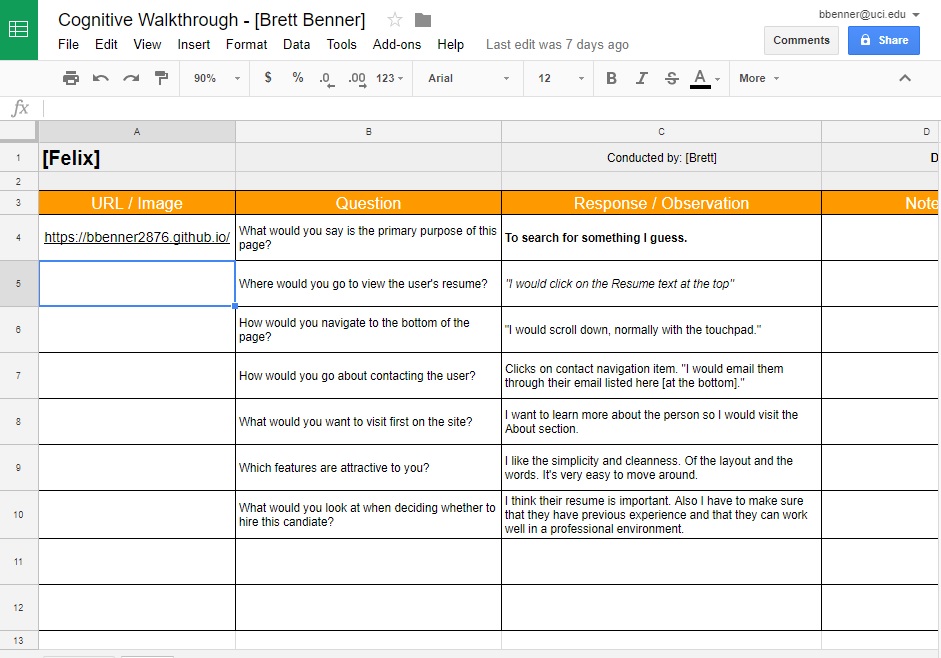 Cognitive Walkthrough - [Brett Benner]
bbenner@uci.edu
File Edit View Insert Format Data Tools Add-ons Help Last edit was 7 days ago
Comments Share
90% $ % .0 .00 123 Arial 12 B I S A More
fx
A B C D
1 [Felix] Conducted by: [Brett] D
2
3 URL / Image Question Response / Observation Note
4 https://bbenner2876.github.io/
What would you say is the primary purpose of this
page?
To search for something I guess.
5 Where would you go to view the user's resume? "I would click on the Resume text at the top"
6
How would you navigate to the bottom of the
page?
"I would scroll down, normally with the touchpad."
7 How would you go about contacting the user?
Clicks on contact navigation item. "I would email them
through their email listed here [at the bottom]."
8 What would you want to visit first on the site?
I want to learn more about the person so I would visit the
About section.
9 Which features are attractive to you?
I like the simplicity and cleanness. Of the layout and the
words. It's very easy to move around.
10
What would you look at when deciding whether to
hire this candiate?
I think their resume is important. Also I have to make sure
that they have previous experience and that they can work
well in a professional environment.
11
12
13